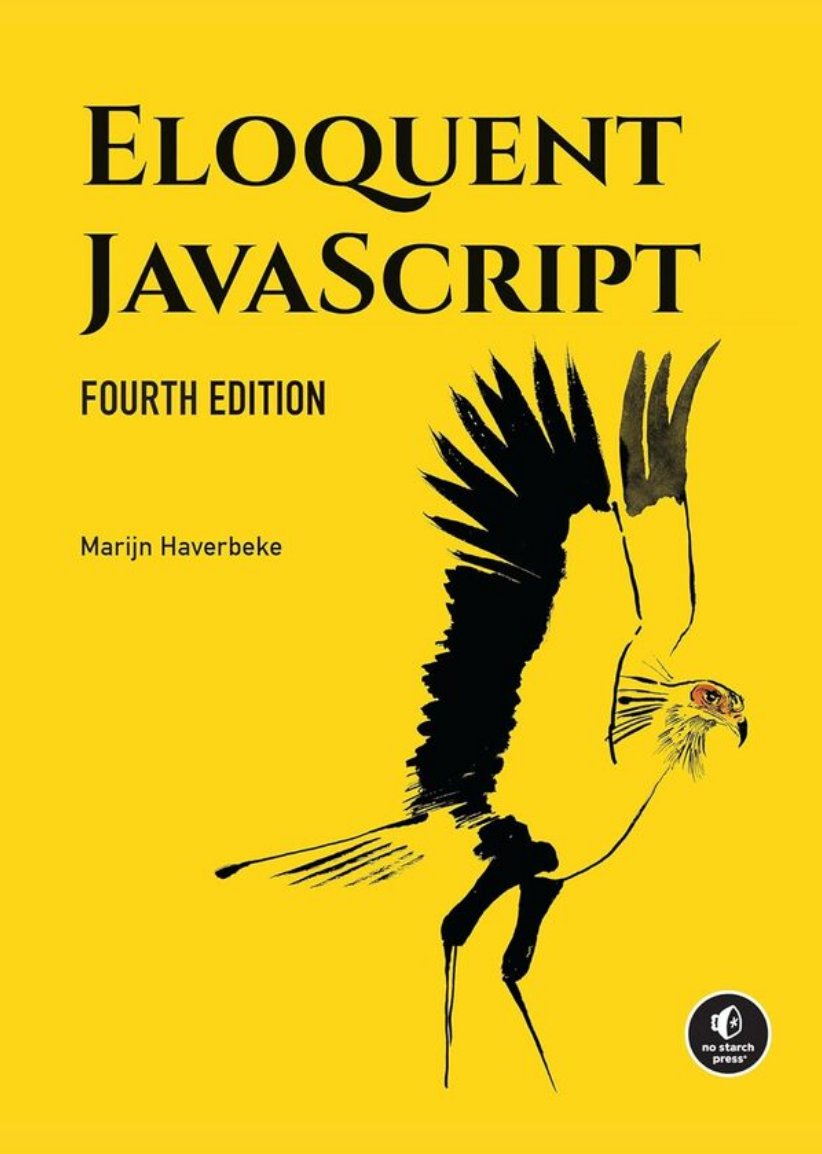 ELOQUENT
JAVASCRIPT
FOURTH EDITION
Marijn Haverbeke
no starch
press®